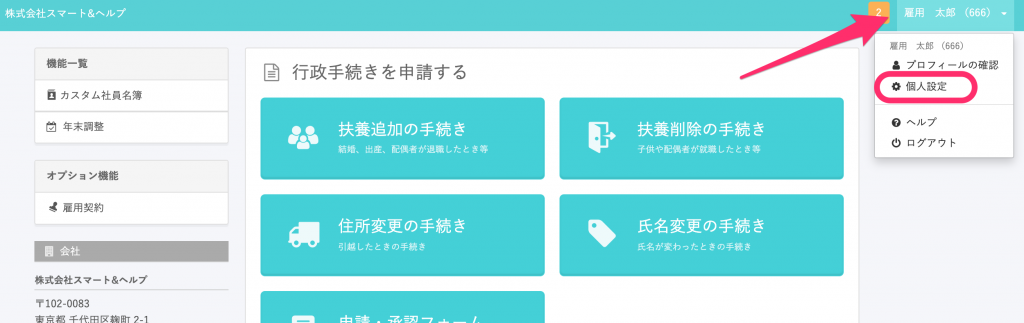 株式会社スマート&ヘルプ
2
雇用　太郎 （666）
雇用　太郎 （666）
プロフィールの確認
個人設定
ヘルプ
ログアウト
機能一覧
カスタム社員名簿
年末調整
オプション機能
雇用契約
会社
株式会社スマート&ヘルプ
〒102-0083
東京都 千代田区麹町 2-1
行政手続きを申請する
扶養追加の手続き
結婚、出産、配偶者が退職したとき等
扶養削除の手続き
子供や配偶者が就職したとき等
住所変更の手続き
引越したときの手続き
氏名変更の手続き
氏名が変わったときの手続き
申請・承認フォーム